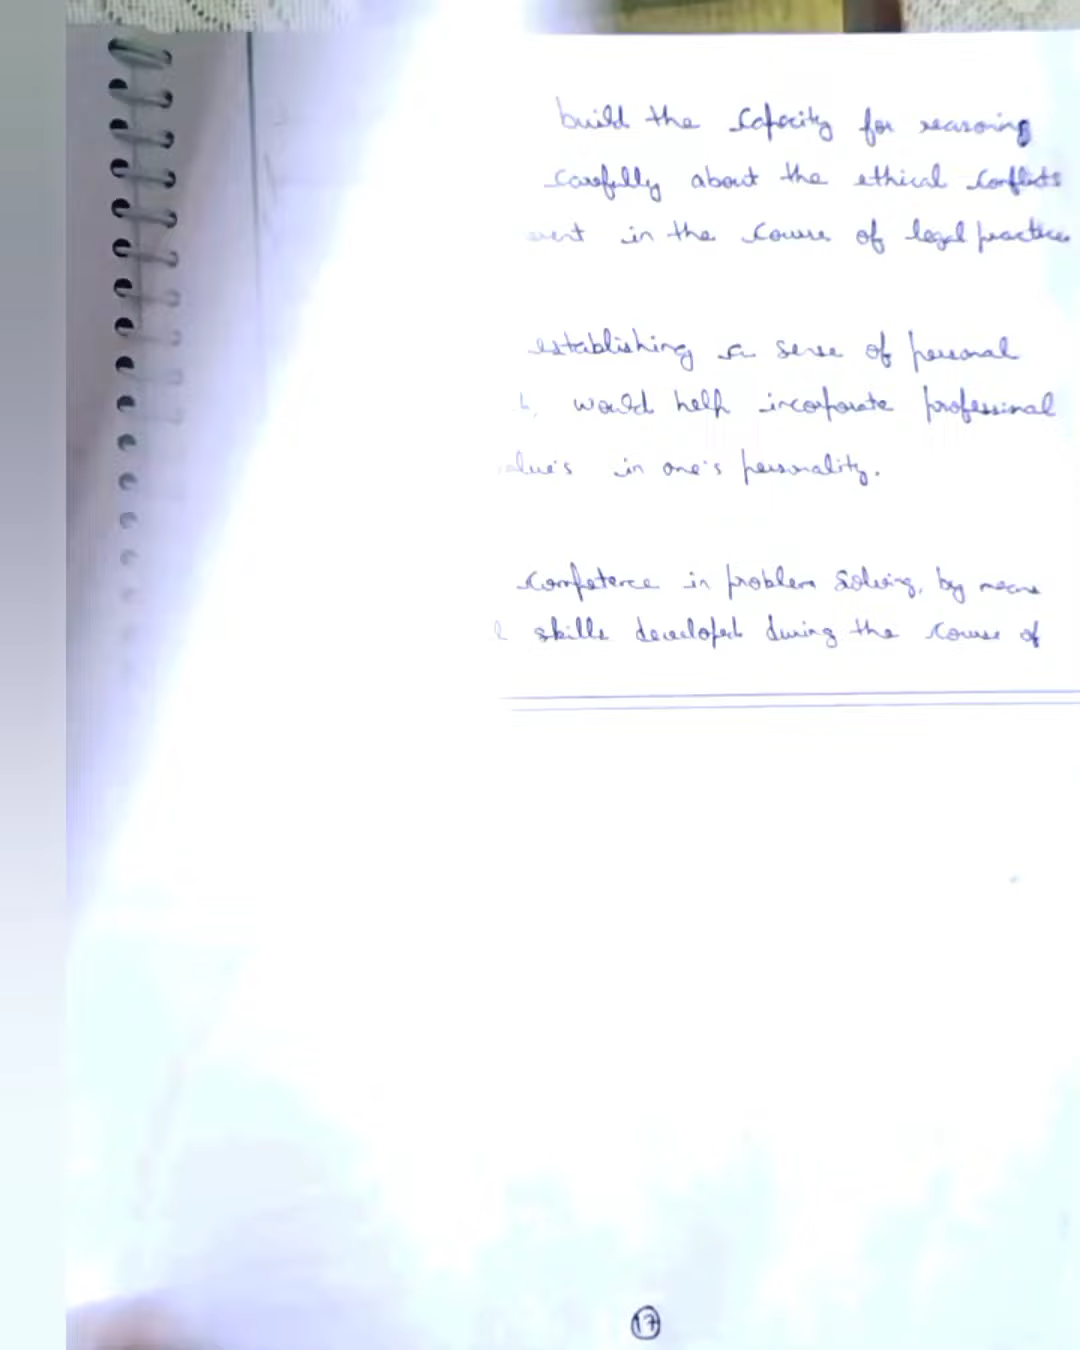 build the capacity for reasoning
carefully about the ethical conflicts
in the course of legal practice
establishing a sense of personal
would help incorporate professinal
in one's personality.
competence in problem solving, by means
skills developed during the course of
17